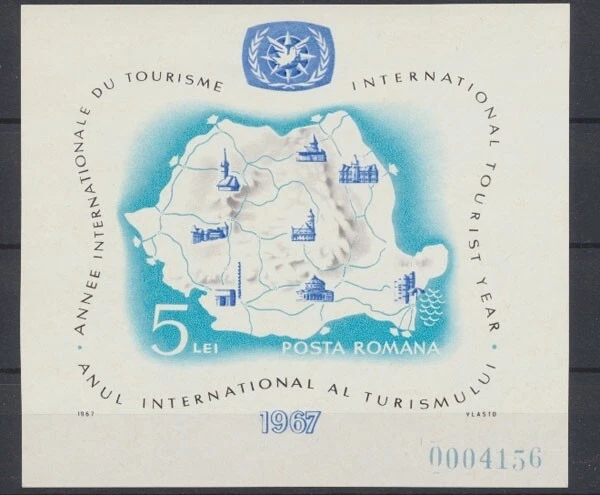 ANNEE INTERNATIONALE DU TOURISME
INTERNATIONAL TOURIST YEAR
5 LEI
POSTA ROMANA
• ANUL INTERNATIONAL AL TURISMULUI •
1967
1967
VLASTO
0004156